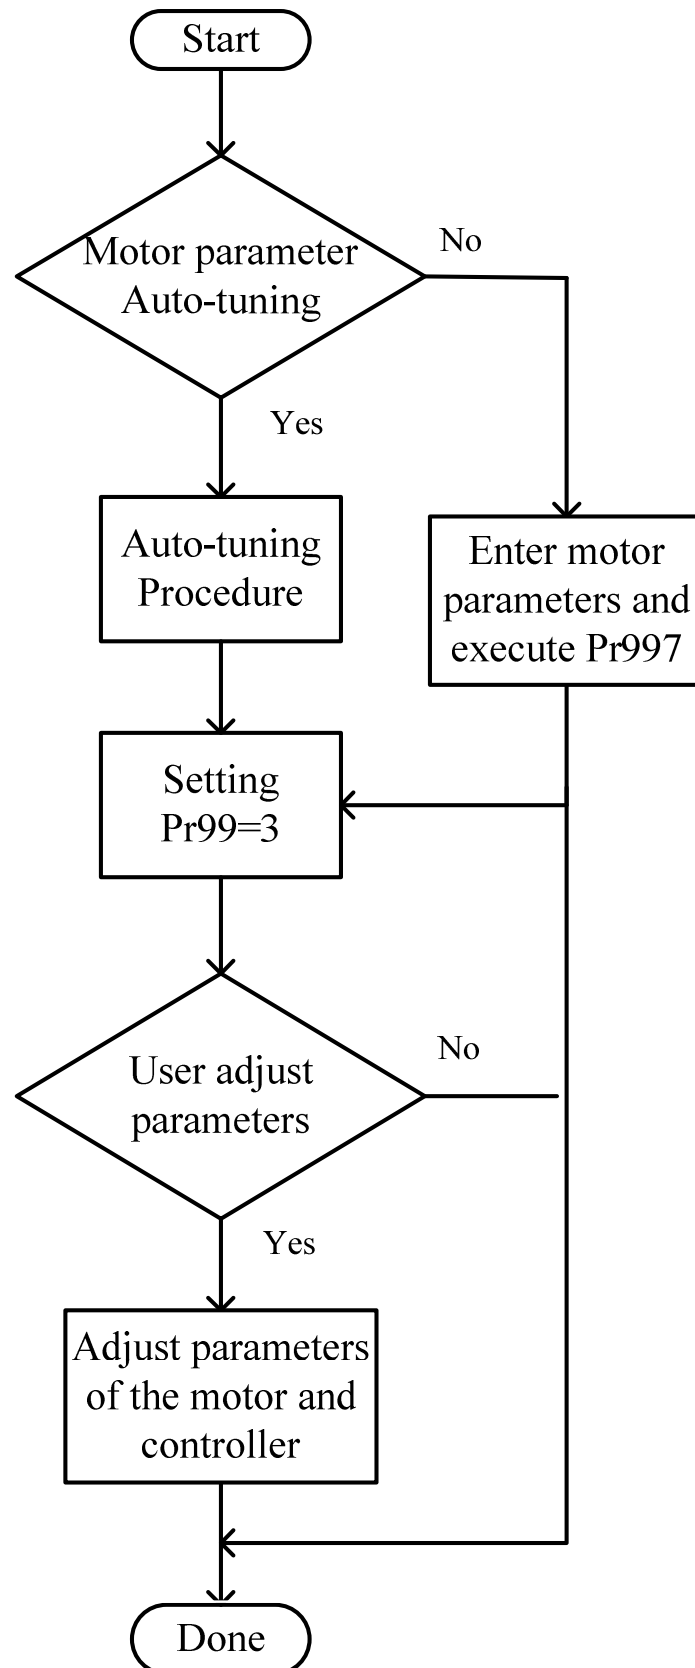 Start
Motor parameter
Auto-tuning
No
Yes
Auto-tuning
Procedure
Enter motor
parameters and
execute Pr997
Setting
Pr99=3
User adjust
parameters
No
Yes
Adjust parameters
of the motor and
controller
Done